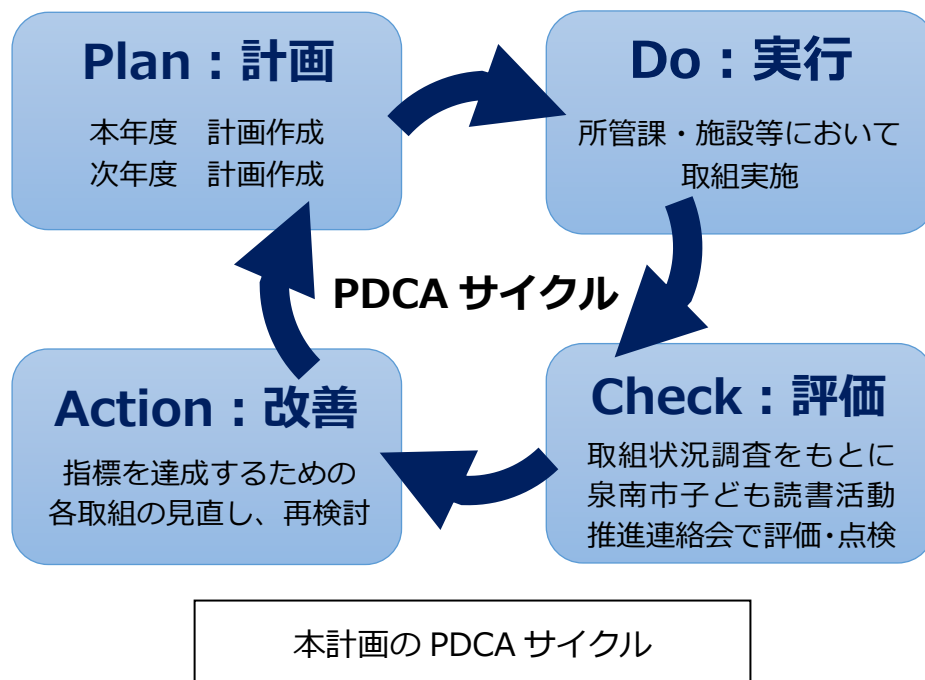 Plan：計画
本年度　計画作成
次年度　計画作成
Do：実行
所管課・施設等において
取組実施
PDCA サイクル
Action：改善
指標を達成するための
各取組の見直し、再検討
Check：評価
取組状況調査をもとに
泉南市子ども読書活動
推進連絡会で評価・点検
本計画の PDCA サイクル